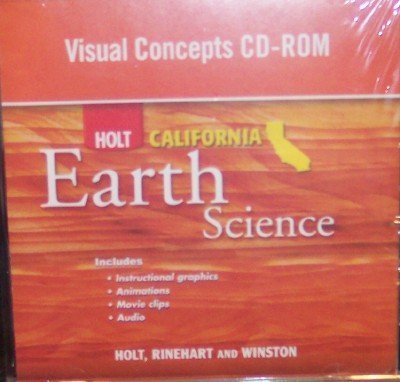 Visual Concepts CD-ROM
HOLT CALIFORNIA
Earth
Science
Includes
• Instructional graphics
• Animations
• Movie clips
• Audio
HOLT, RINEHART AND WINSTON